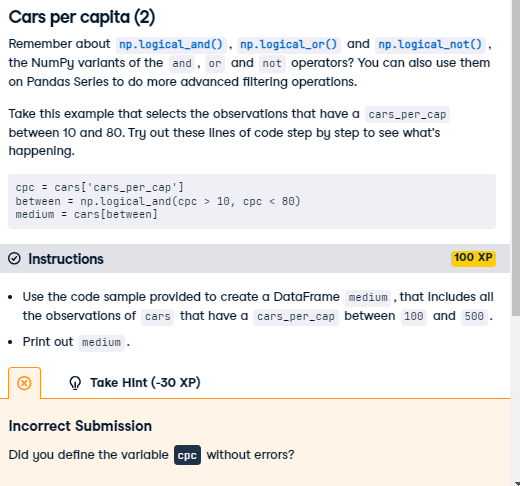 Cars per capita (2)
Remember about np.logical_and() , np.logical_or() and np.logical_not() ,
the NumPy variants of the and , or and not operators? You can also use them
on Pandas Series to do more advanced filtering operations.
Take this example that selects the observations that have a cars_per_cap
between 10 and 80. Try out these lines of code step by step to see what's
happening.
cpc = cars['cars_per_cap']
between = np.logical_and(cpc > 10, cpc < 80)
medium = cars[between]
Instructions 100 XP
• Use the code sample provided to create a DataFrame medium , that includes all
the observations of cars that have a cars_per_cap between 100 and 500 .
• Print out medium .
Take Hint (-30 XP)
Incorrect Submission
Did you define the variable cpc without errors?